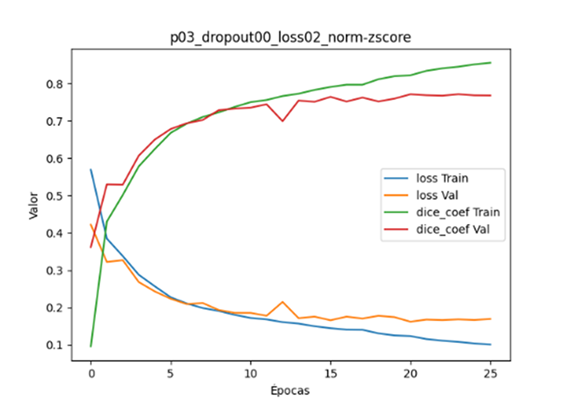 p03_dropout00_loss02_norm-zscore
Valor
0.8
0.7
0.6
0.5
0.4
0.3
0.2
0.1
loss Train
loss Val
dice_coef Train
dice_coef Val
0 5 10 15 20 25
Épocas